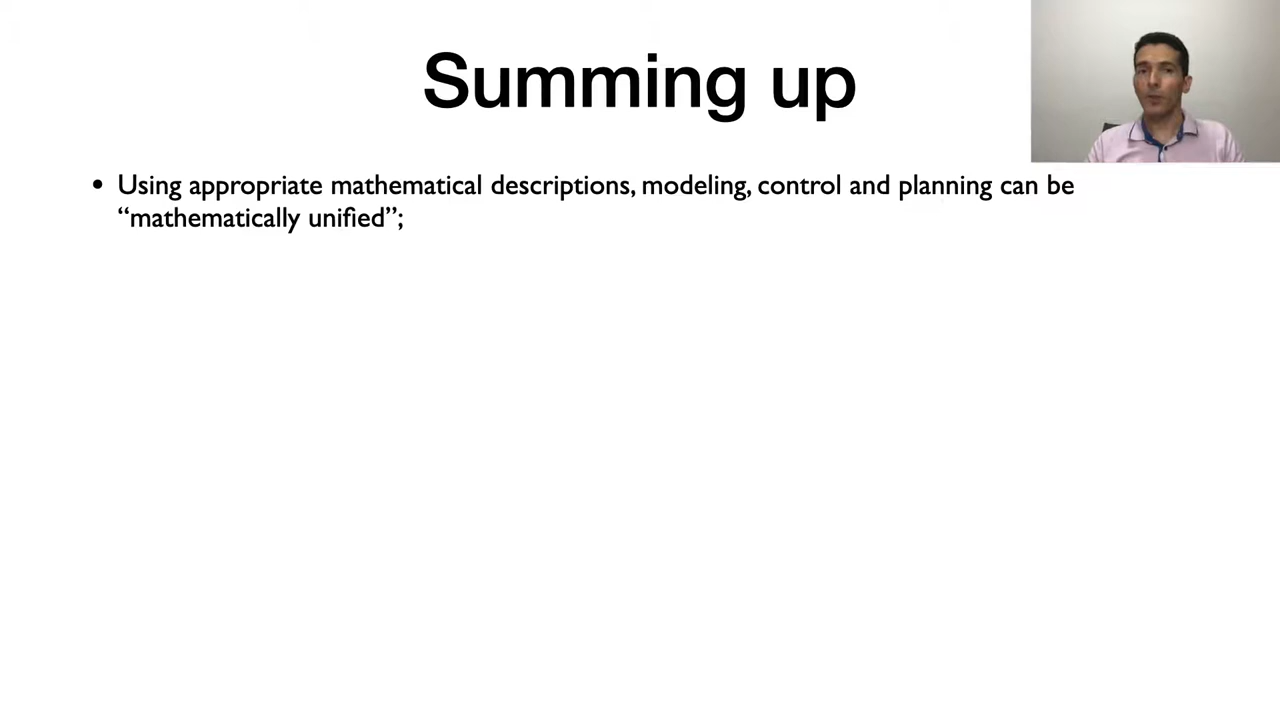 Summing up
• Using appropriate mathematical descriptions, modeling, control and planning can be
“mathematically unified”;